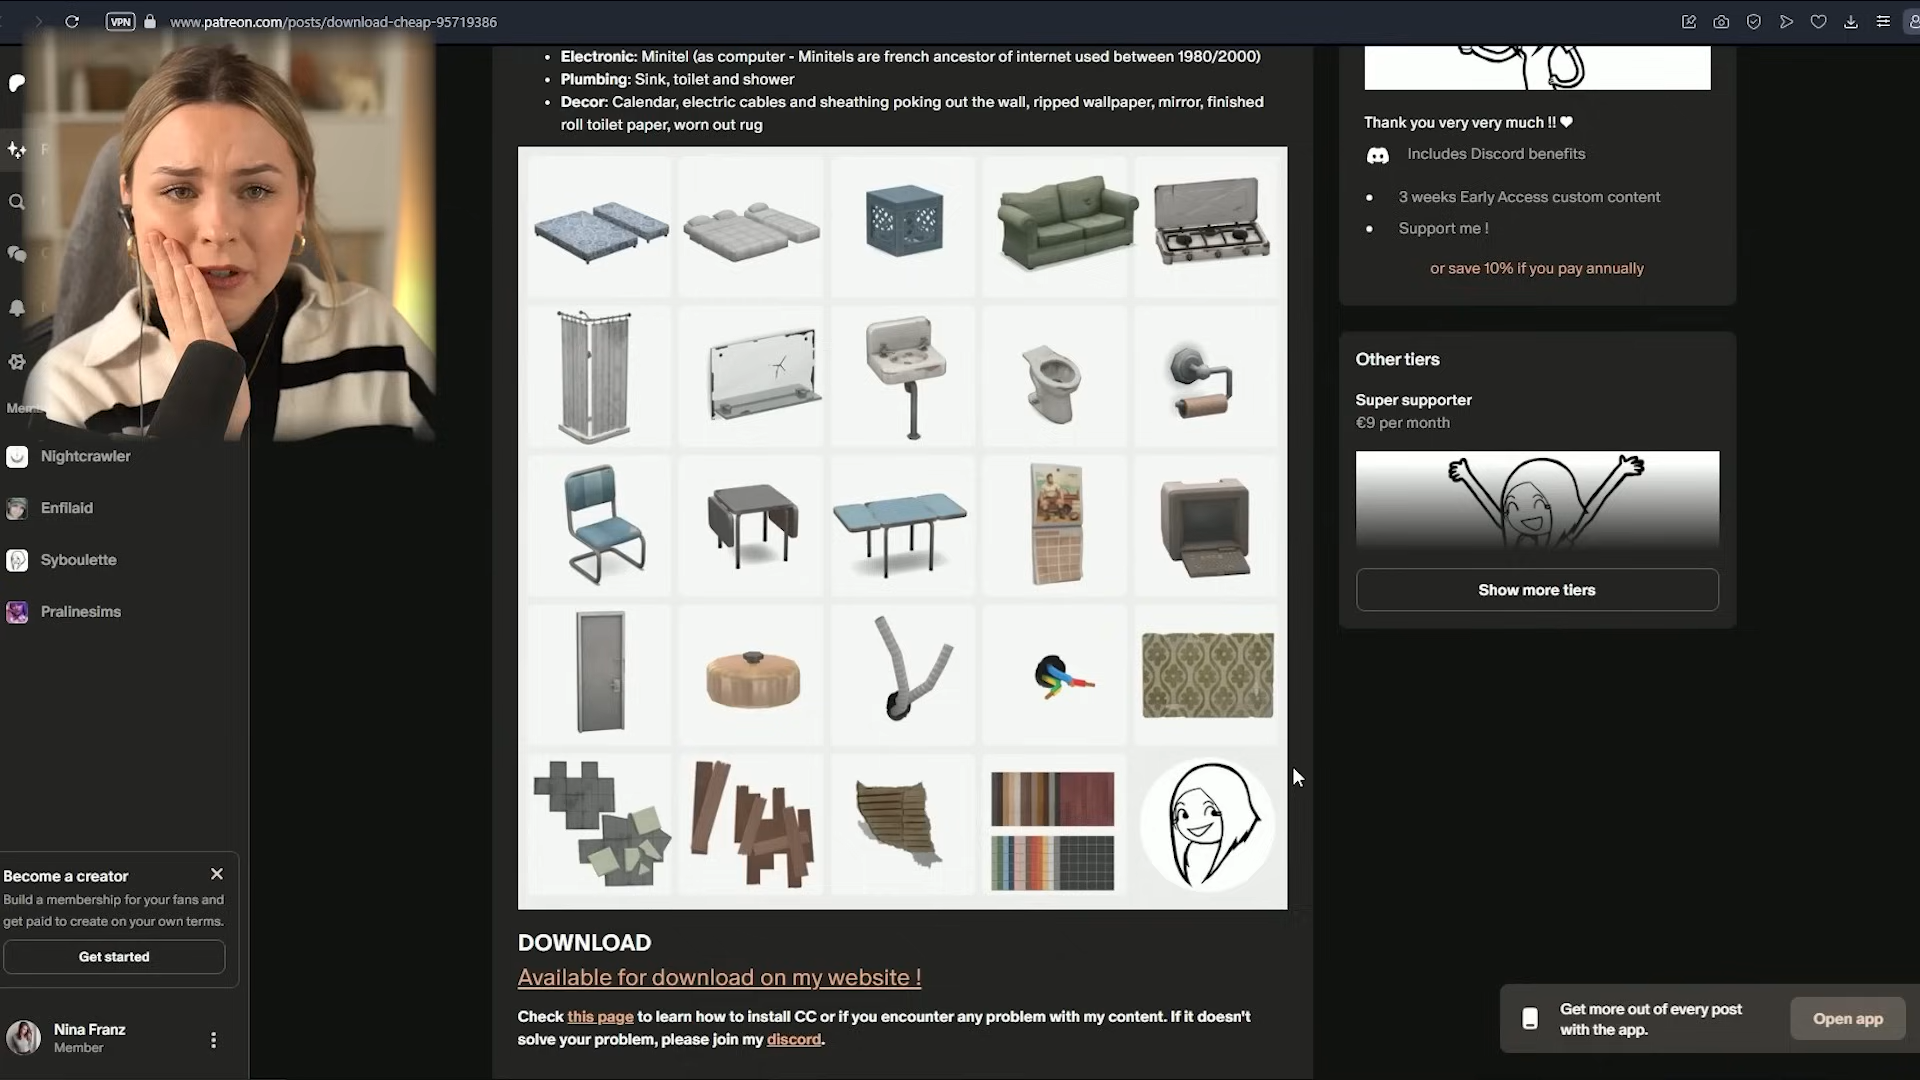 VPN
www.patreon.com/posts/download-cheap-95719386
• Electronic: Minitel (as computer - Minitels are french ancestor of internet used between 1980/2000)
• Plumbing: Sink, toilet and shower
• Decor: Calendar, electric cables and sheathing poking out the wall, ripped wallpaper, mirror, finished
roll toilet paper, worn out rug
Nightcrawler
Enfilaid
Syboulette
Pralinesims
Become a creator
Build a membership for your fans and
get paid to create on your own terms.
Get started
Nina Franz
Member
DOWNLOAD
Available for download on my website !
Check this page to learn how to install CC or if you encounter any problem with my content. If it doesn't
solve your problem, please join my discord.
Thank you very very much !! ❤
Includes Discord benefits
• 3 weeks Early Access custom content
• Support me !
or save 10% if you pay annually
Other tiers
Super supporter
€9 per month
Show more tiers
Get more out of every post
with the app.
Open app